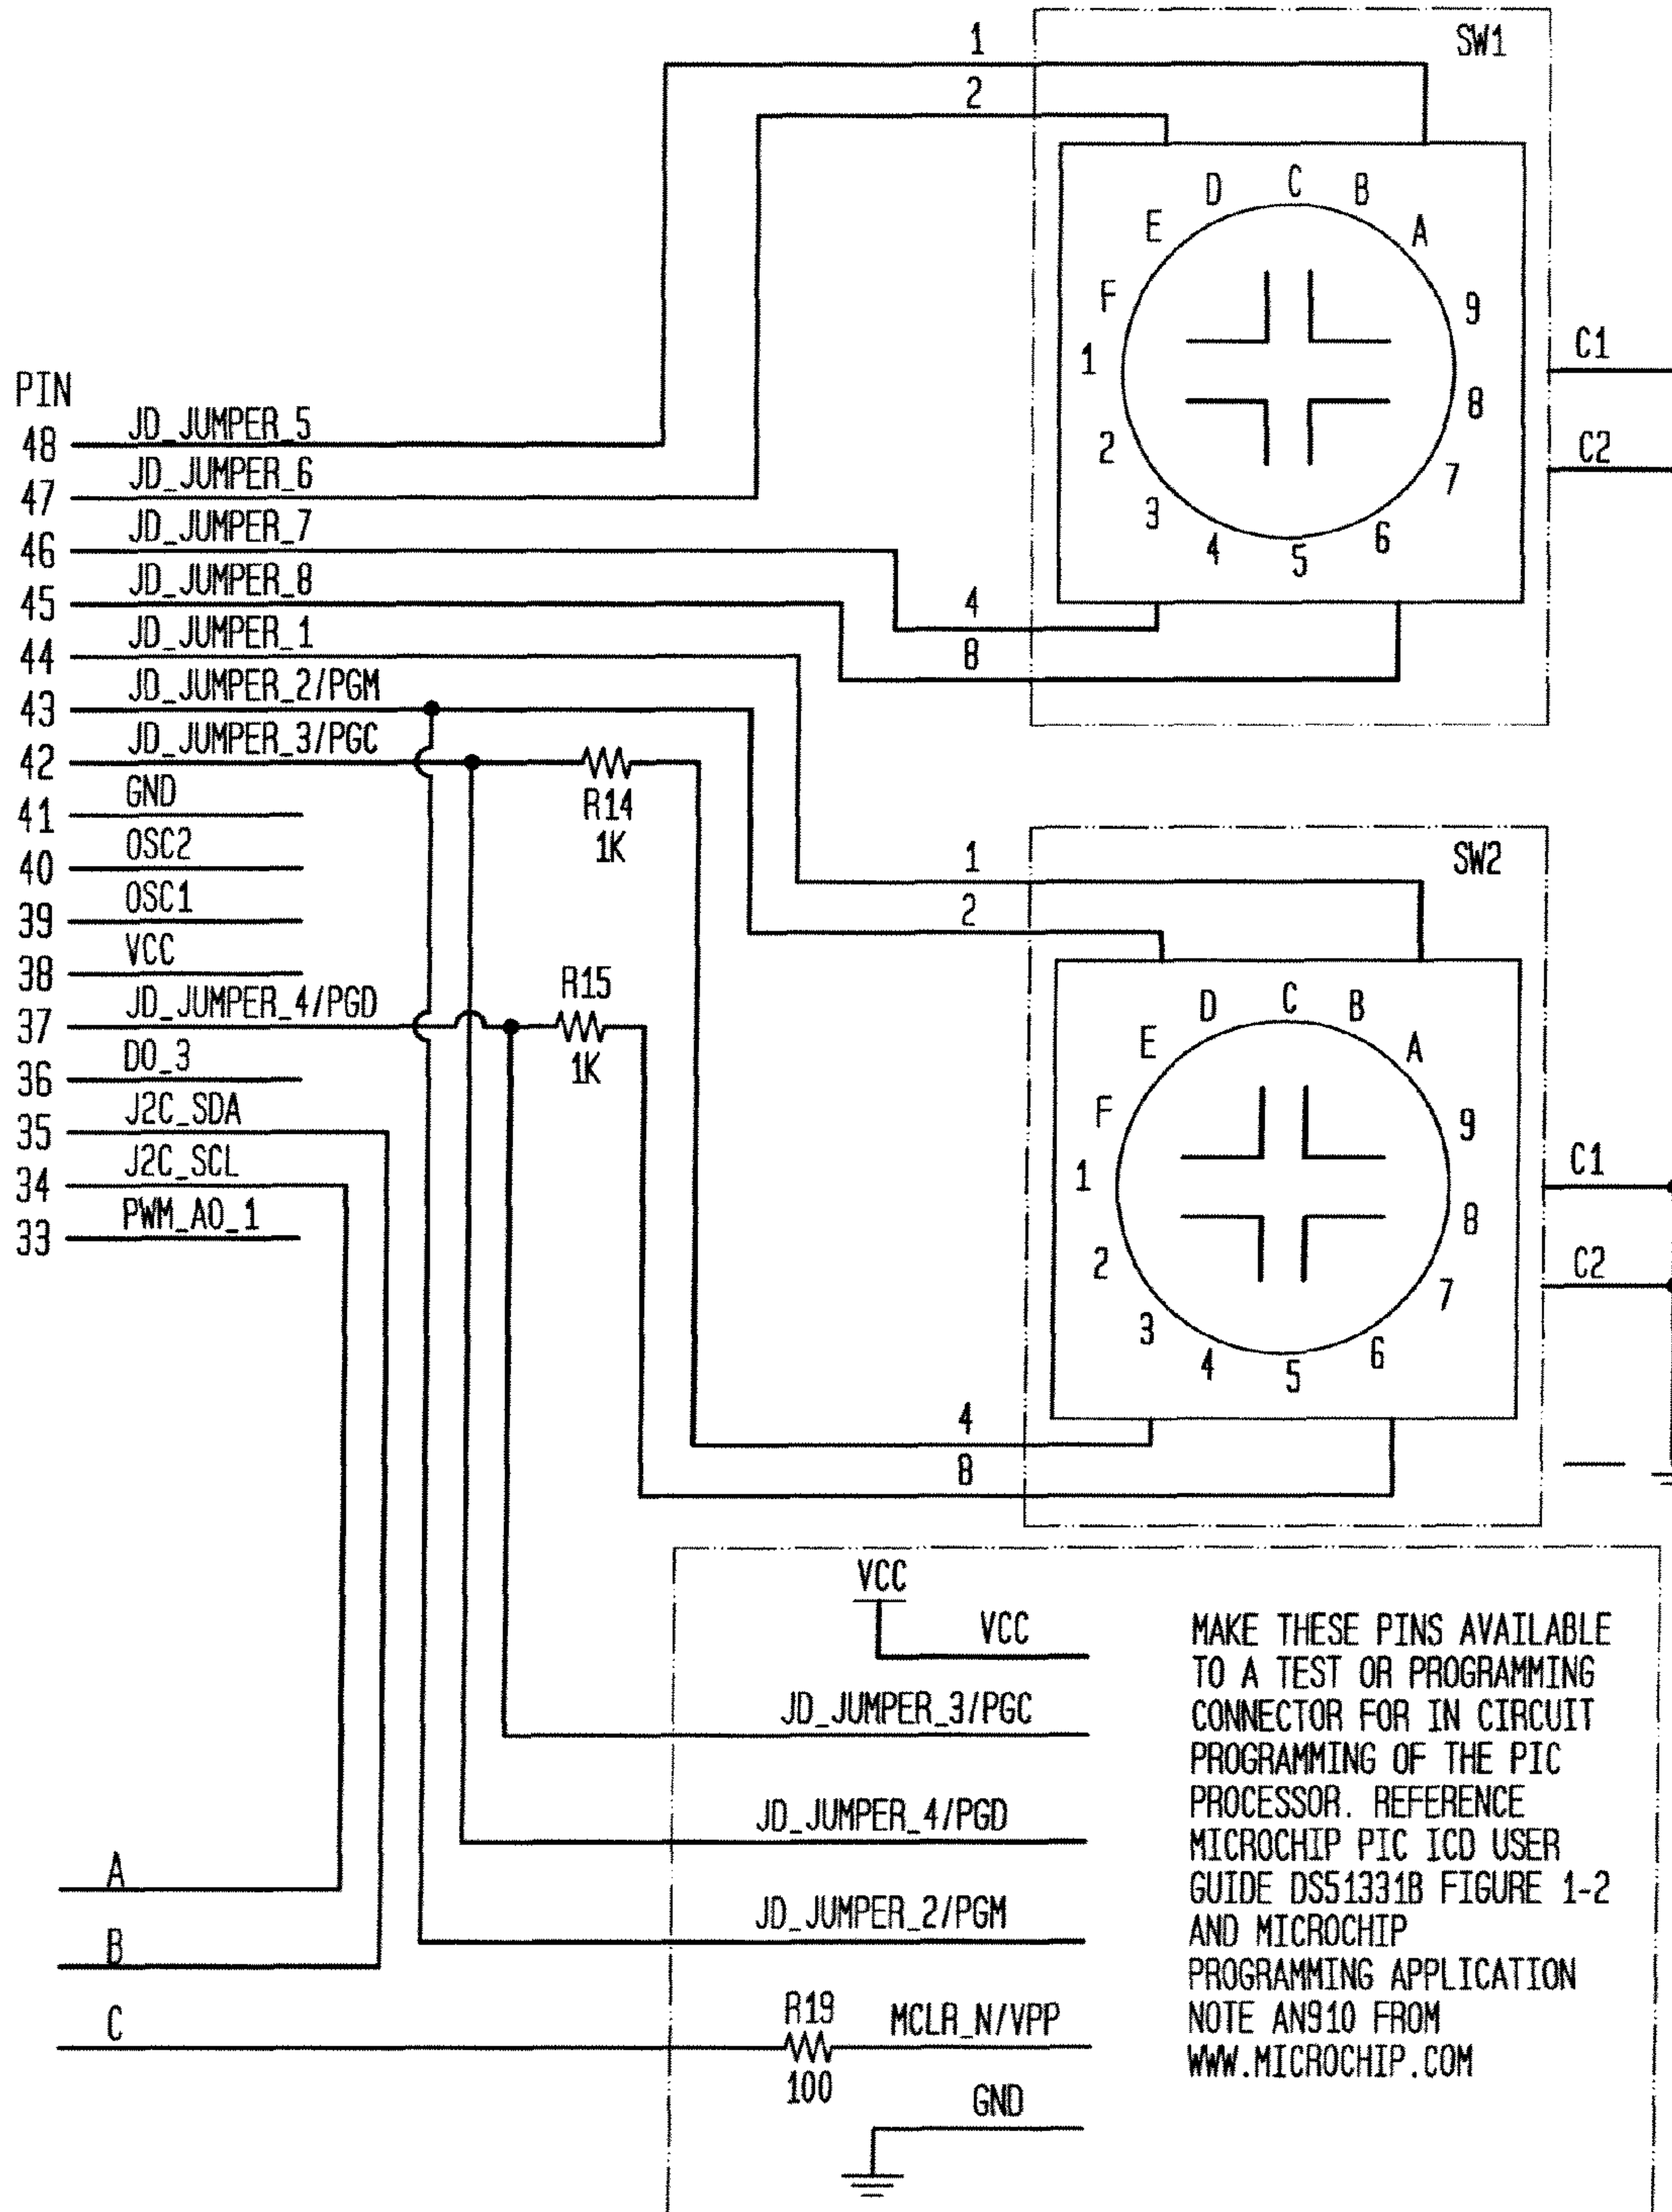 PIN
48 JD_JUMPER_5
47 JD_JUMPER_6
46 JD_JUMPER_7
45 JD_JUMPER_8
44 JD_JUMPER_1
43 JD_JUMPER_2/PGM
42 JD_JUMPER_3/PGC
41 GND
40 OSC2
39 OSC1
38 VCC
37 JD_JUMPER_4/PGD
36 DO_3
35 J2C_SDA
34 J2C_SCL
33 PWM_AO_1
R14
1K
R15
1K
SW1
1
2
4
8
D C B
E A
F 9
1 8
2 7
3 6
4 5
C1
C2
SW2
1
2
4
8
D C B
E A
F 9
1 8
2 7
3 6
4 5
C1
C2
A
B
C
VCC
VCC
JD_JUMPER_3/PGC
JD_JUMPER_4/PGD
JD_JUMPER_2/PGM
R19
100
MCLR_N/VPP
GND
MAKE THESE PINS AVAILABLE
TO A TEST OR PROGRAMMING
CONNECTOR FOR IN CIRCUIT
PROGRAMMING OF THE PIC
PROCESSOR. REFERENCE
MICROCHIP PIC ICD USER
GUIDE DS51331B FIGURE 1-2
AND MICROCHIP
PROGRAMMING APPLICATION
NOTE AN910 FROM
WWW.MICROCHIP.COM